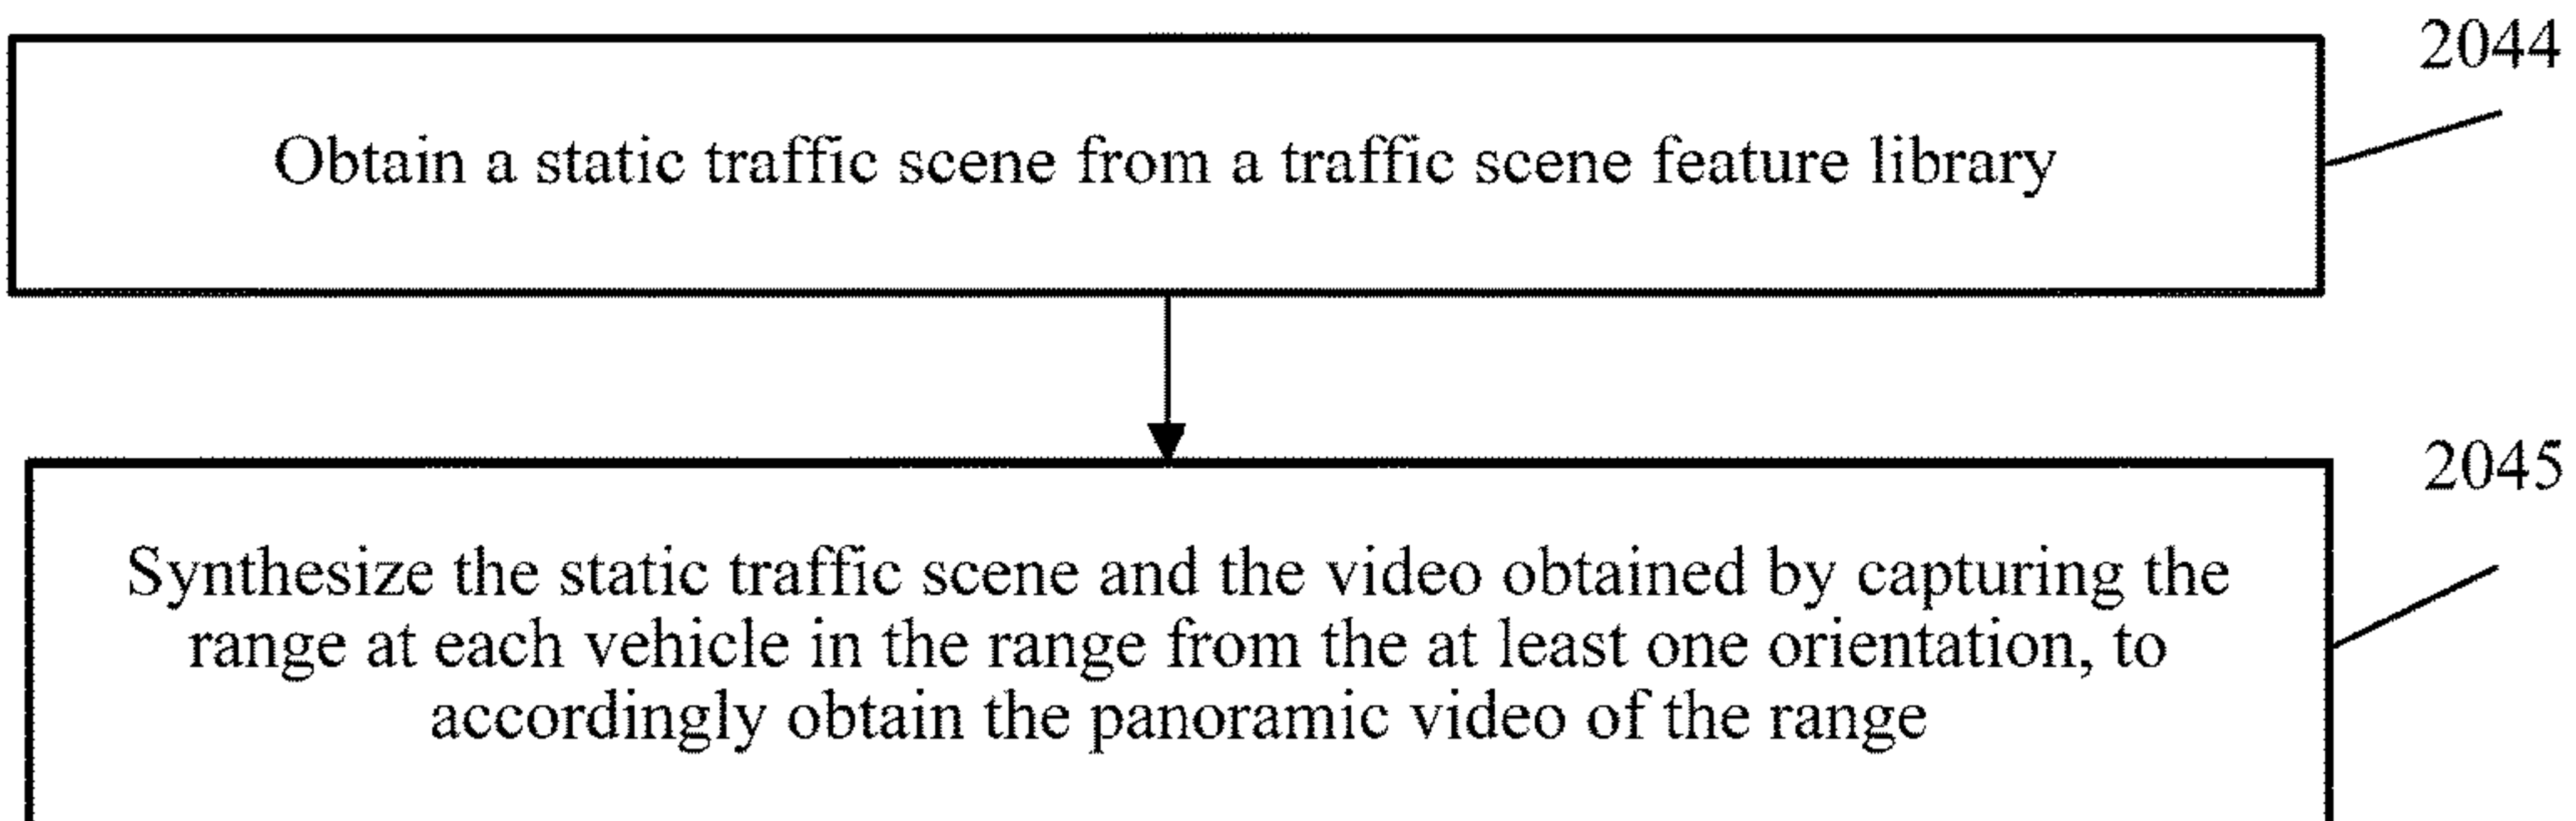 2044
Obtain a static traffic scene from a traffic scene feature library
2045
Synthesize the static traffic scene and the video obtained by capturing the
range at each vehicle in the range from the at least one orientation, to
accordingly obtain the panoramic video of the range